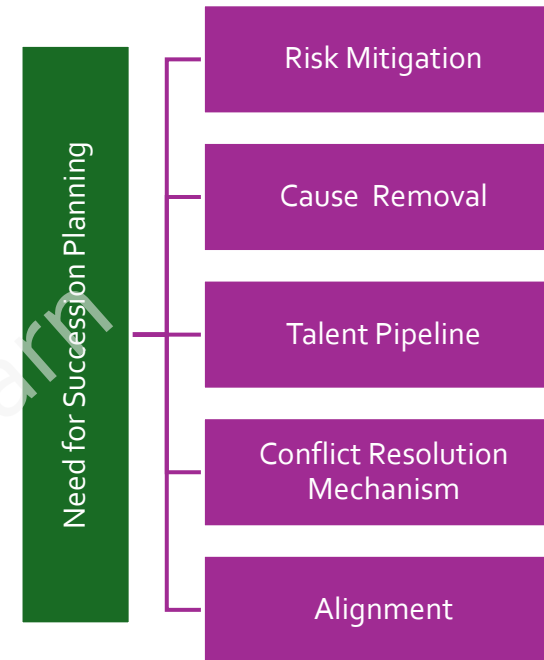 Need for Succession Planning
Risk Mitigation
Cause Removal
Talent Pipeline
Conflict Resolution
Mechanism
Alignment